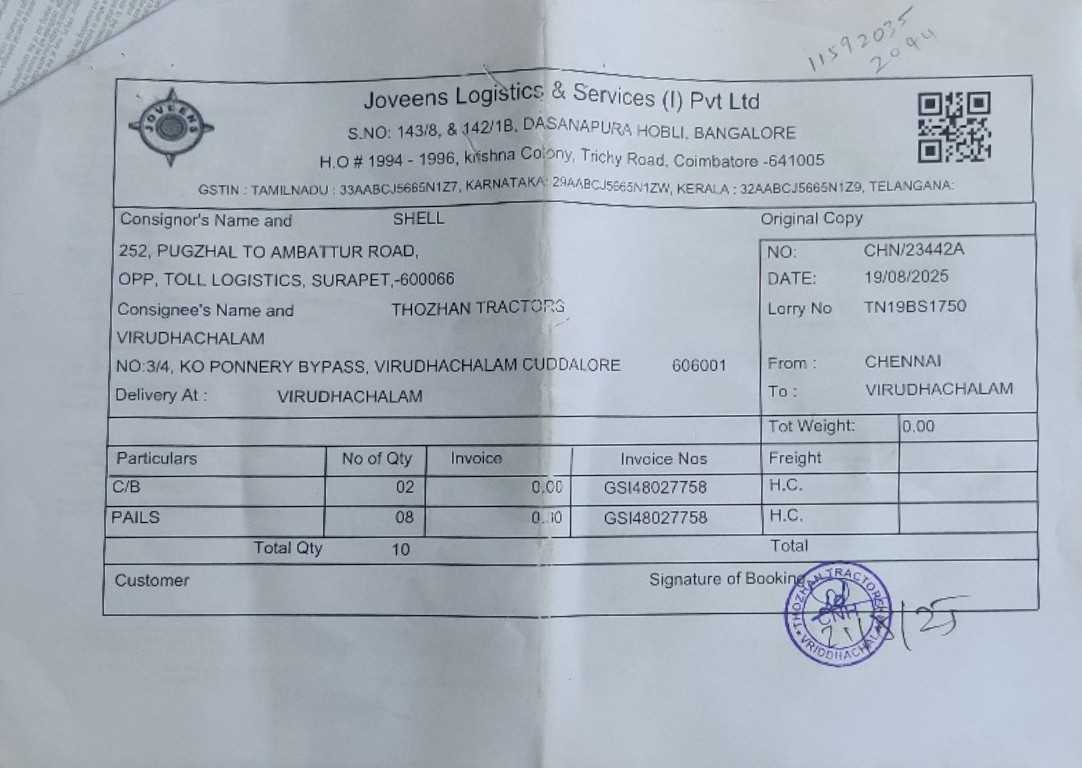 11592035
2094
JOVEENS
Joveens Logistics & Services (I) Pvt Ltd
S.NO: 143/8, & 142/1B, DASANAPURA HOBLI, BANGALORE
H.O # 1994 - 1996, krishna Colony, Trichy Road, Coimbatore -641005
GSTIN : TAMILNADU : 33AABCJ5665N1Z7, KARNATAKA: 29AABCJ5665N1ZW, KERALA : 32AABCJ5665N1Z9, TELANGANA:
Consignor's Name and SHELL Original Copy
252, PUGZHAL TO AMBATTUR ROAD, NO: CHN/23442A
OPP, TOLL LOGISTICS, SURAPET,-600066 DATE: 19/08/2025
Consignee's Name and THOZHAN TRACTORS Lorry No TN19BS1750
VIRUDHACHALAM
NO:3/4, KO PONNERY BYPASS, VIRUDHACHALAM CUDDALORE 606001 From : CHENNAI
Delivery At : VIRUDHACHALAM To : VIRUDHACHALAM
Tot Weight: 0.00
Particulars No of Qty Invoice Invoice Nos Freight
C/B 02 0.00 GSI48027758 H.C.
PAILS 08 0.00 GSI48027758 H.C.
Total Qty 10 Total
Customer Signature of Booking
THOZHAN TRACTORS
CNH
VRIDDHACHALAM